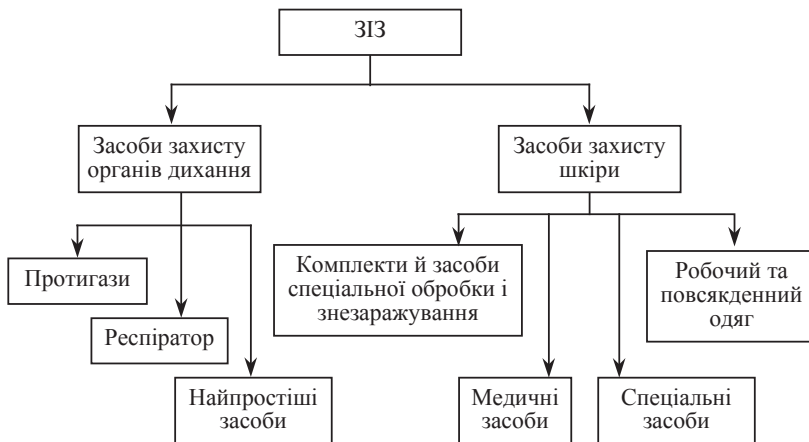 ЗІЗ
Засоби захисту
органів дихання
Засоби захисту
шкіри
Протигази
Респіратор
Найпростіші
засоби
Комплекти й засоби
спеціальної обробки і
знезаражування
Медичні
засоби
Спеціальні
засоби
Робочий та
повсякденний
одяг